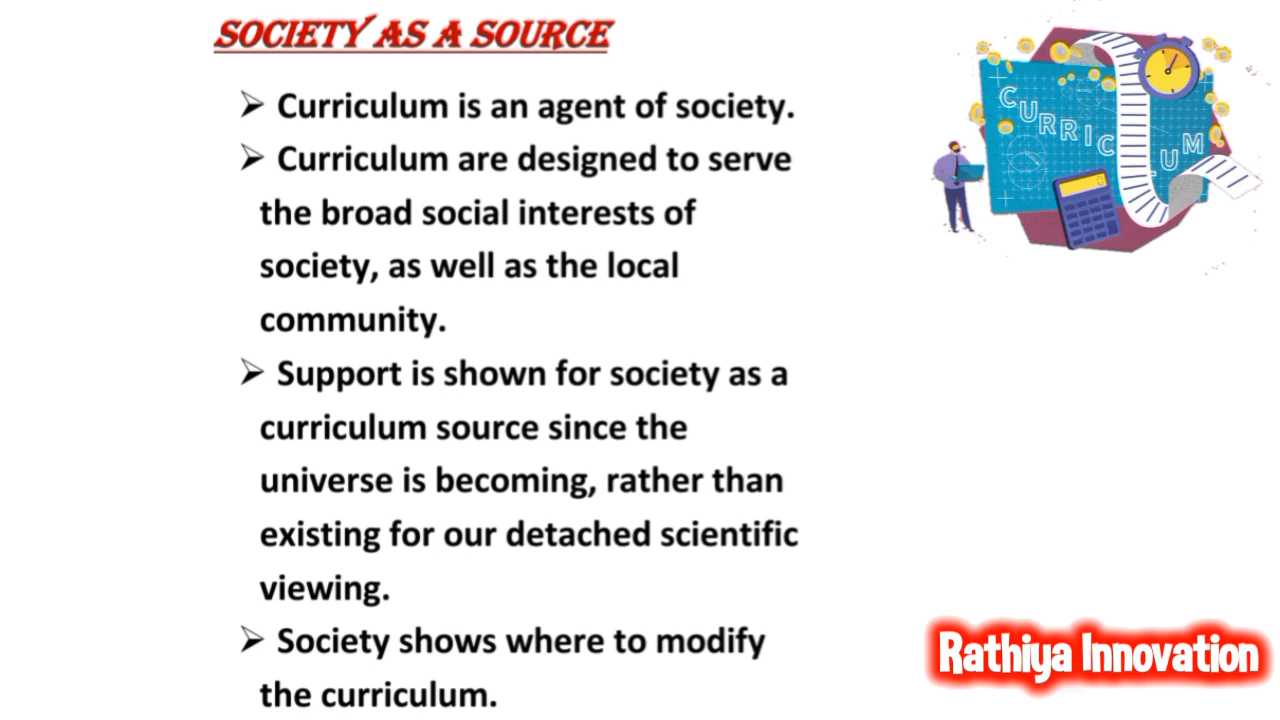 SOCIETY AS A SOURCE
➢ Curriculum is an agent of society.
➢ Curriculum are designed to serve
the broad social interests of
society, as well as the local
community.
➢ Support is shown for society as a
curriculum source since the
universe is becoming, rather than
existing for our detached scientific
viewing.
➢ Society shows where to modify
the curriculum.
CURRIC UM
Rathiya Innovation